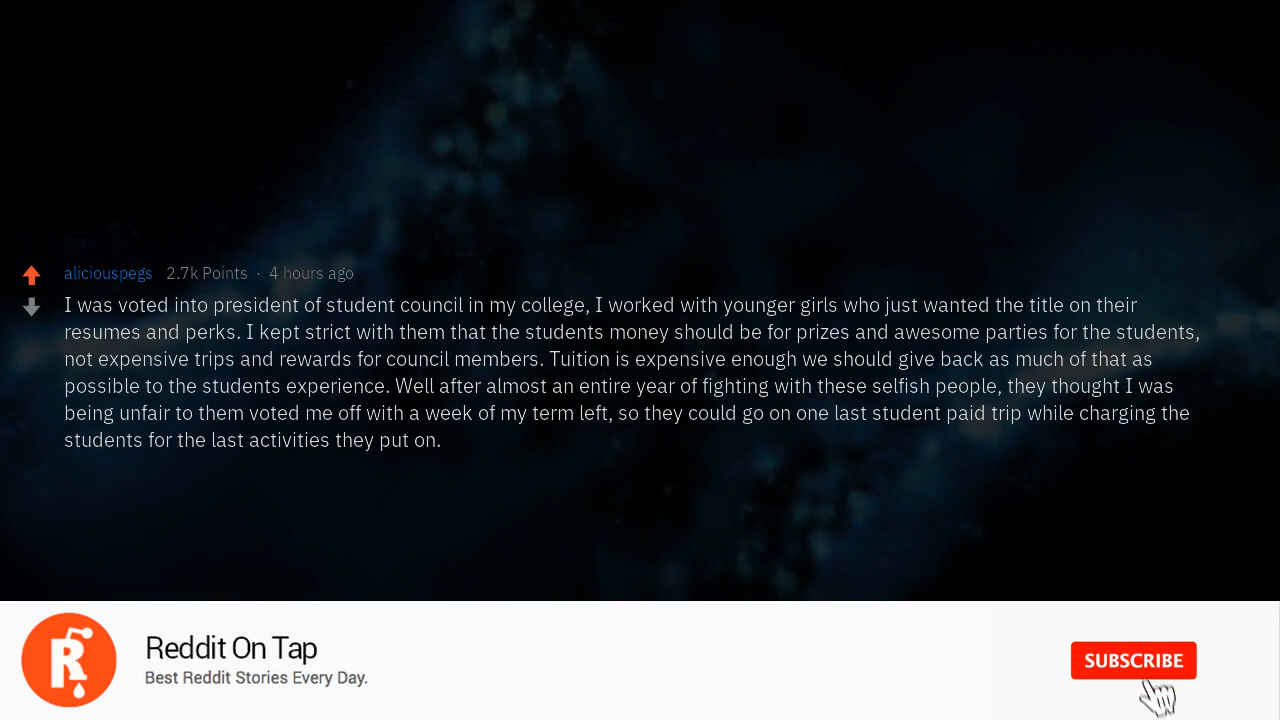 aliciouspegs 2.7k Points · 4 hours ago
I was voted into president of student council in my college, I worked with younger girls who just wanted the title on their
resumes and perks. I kept strict with them that the students money should be for prizes and awesome parties for the students,
not expensive trips and rewards for council members. Tuition is expensive enough we should give back as much of that as
possible to the students experience. Well after almost an entire year of fighting with these selfish people, they thought I was
being unfair to them voted me off with a week of my term left, so they could go on one last student paid trip while charging the
students for the last activities they put on.
Reddit On Tap
Best Reddit Stories Every Day.
SUBSCRIBE